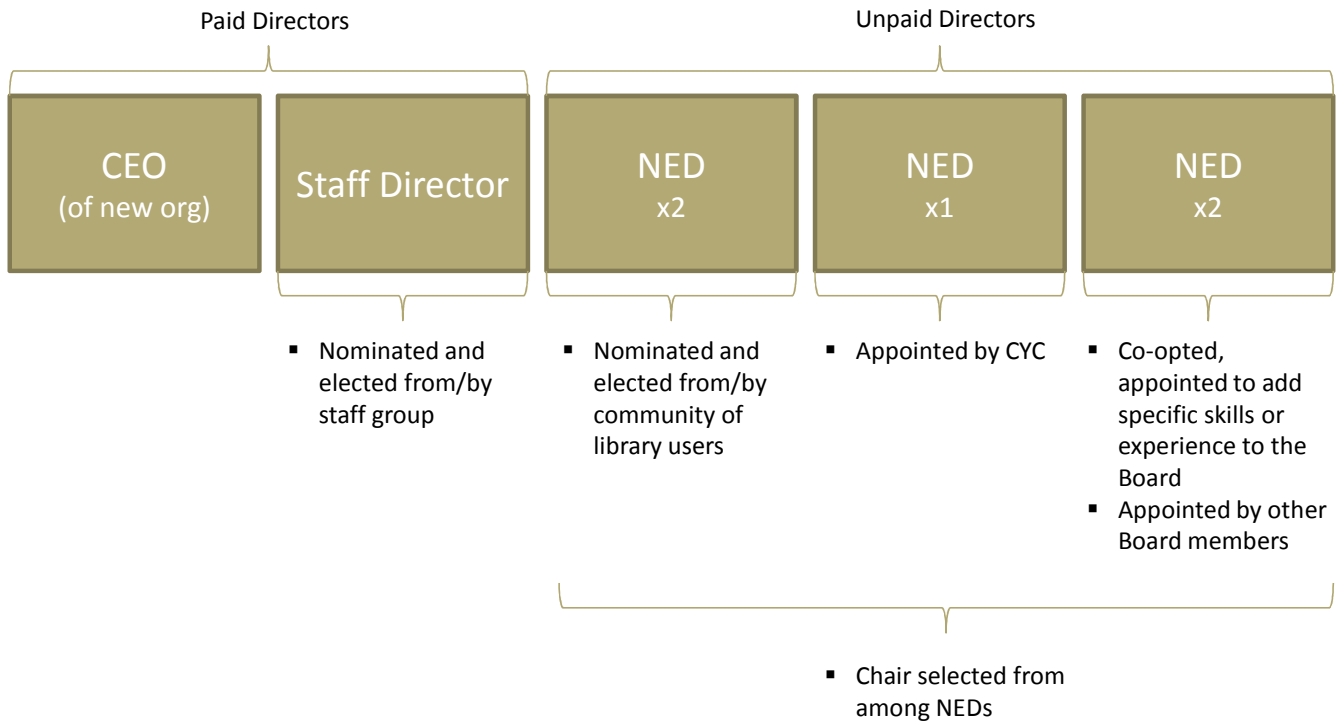 Paid Directors
Unpaid Directors
CEO
(of new org)
Staff Director
NED
x2
NED
x1
NED
x2
▪ Nominated and
elected from/by
staff group
▪ Nominated and
elected from/by
community of
library users
▪ Appointed by CYC
▪ Co-opted,
appointed to add
specific skills or
experience to the
Board
▪ Appointed by other
Board members
▪ Chair selected from
among NEDs